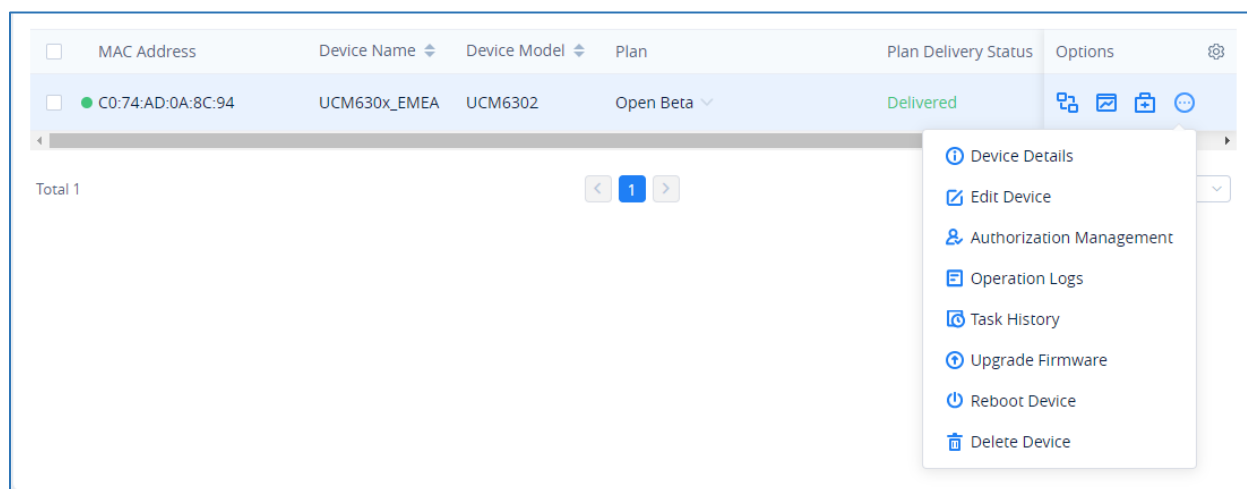 MAC Address Device Name Device Model Plan Plan Delivery Status Options
C0:74:AD:0A:8C:94 UCM630x_EMEA UCM6302 Open Beta Delivered
Device Details
Total 1 1
Edit Device
Authorization Management
Operation Logs
Task History
Upgrade Firmware
Reboot Device
Delete Device